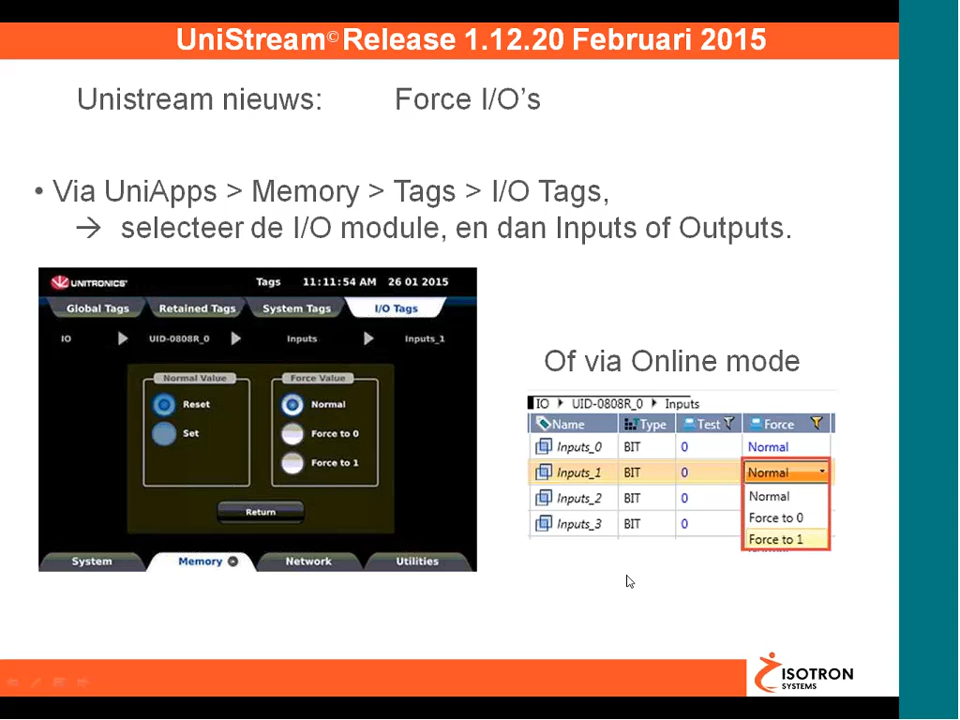 UniStream© Release 1.12.20 Februari 2015
Unistream nieuws: Force I/O's
• Via UniApps > Memory > Tags > I/O Tags,
→ selecteer de I/O module, en dan Inputs of Outputs.
UNITRONICS Tags 11:11:54 AM 26 01 2015
Global Tags Retained Tags System Tags I/O Tags
IO UID-0808R_0 Inputs Inputs_1
Normal Value Force Value
Reset Normal
Set Force to 0
Force to 1
Return
System Memory Network Utilities
Of via Online mode
IO UID-0808R_0 Inputs
Name Type Test Force
Inputs_0 BIT 0 Normal
Inputs_1 BIT 0 Normal
Inputs_2 BIT 0 Normal
Inputs_3 BIT 0 Force to 0
Force to 1
ISOTRON
SYSTEMS